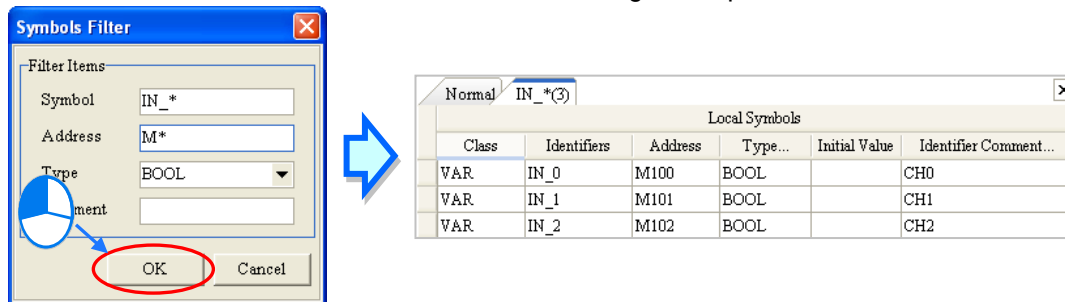 Symbols Filter
Filter Items
Symbol IN_*
Address M*
Type BOOL
ment
OK Cancel
Normal IN_*(3)
Local Symbols
Class Identifiers Address Type... Initial Value Identifier Comment...
VAR IN_0 M100 BOOL CH0
VAR IN_1 M101 BOOL CH1
VAR IN_2 M102 BOOL CH2